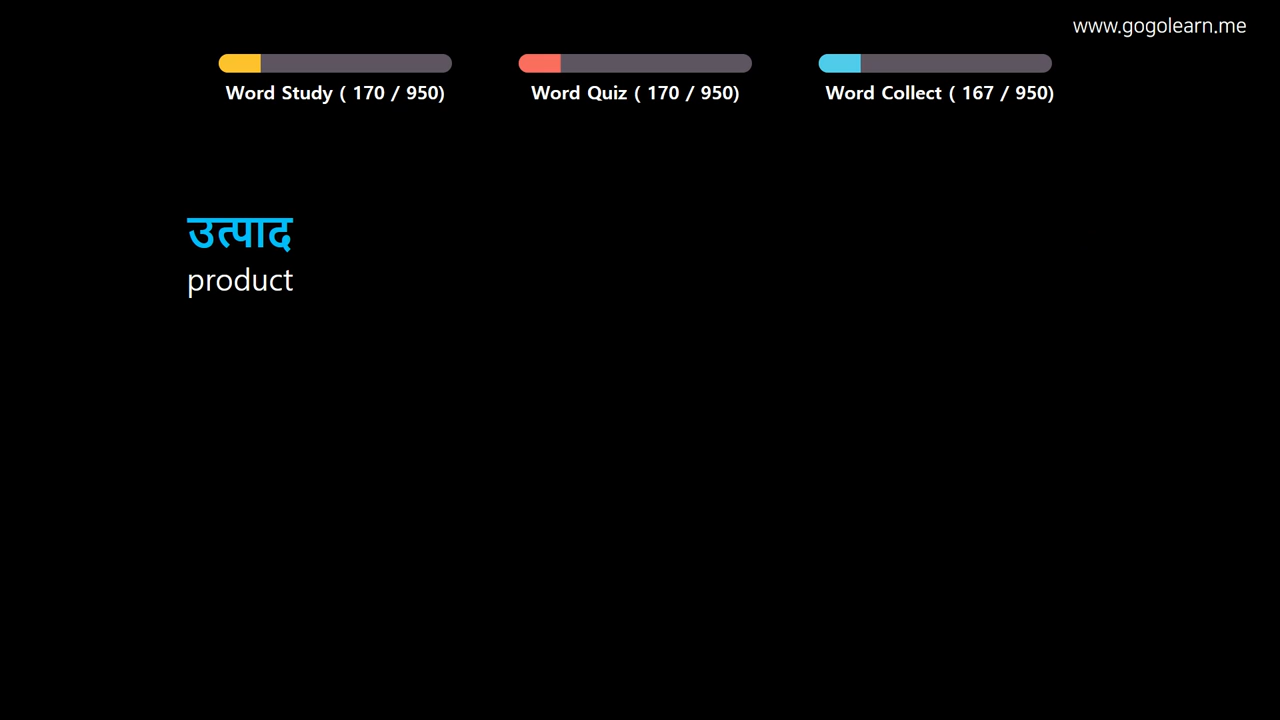 www.gogolearn.me
Word Study ( 170 / 950)
Word Quiz ( 170 / 950)
Word Collect ( 167 / 950)
उत्पाद
product